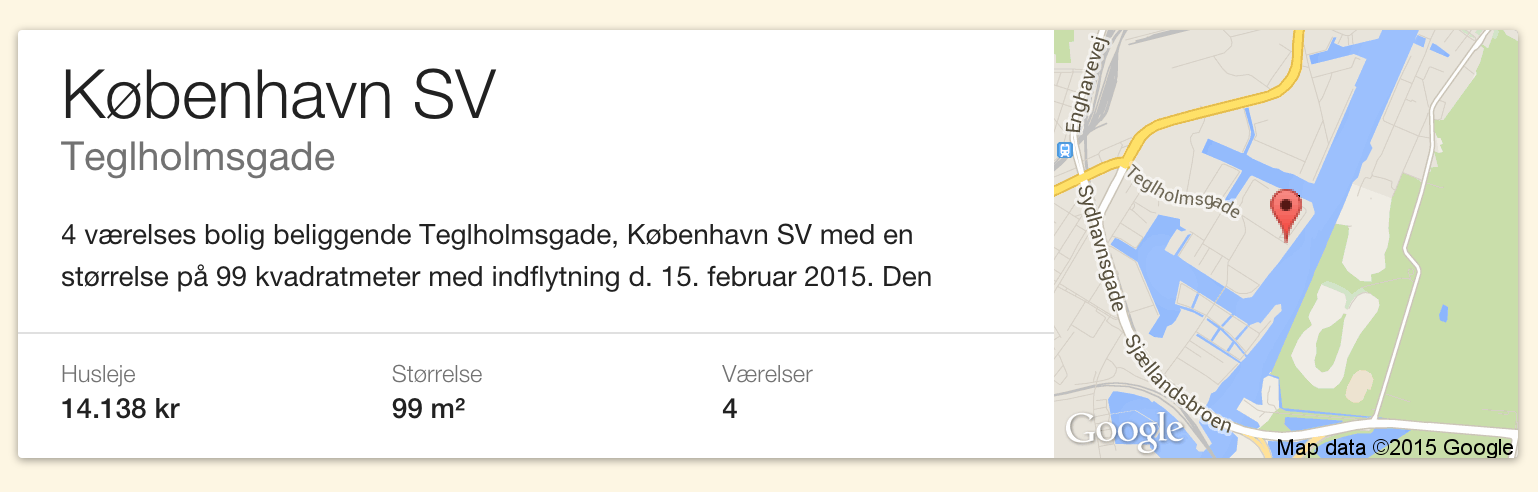 København SV
Teglholmsgade
4 værelses bolig beliggende Teglholmsgade, København SV med en
størrelse på 99 kvadratmeter med indflytning d. 15. februar 2015. Den
Husleje
14.138 kr
Størrelse
99 m²
Værelser
4
Enghavevej
Teglholmsgade
Sydhavnsgade
Sjællandsbroen
Google
Map data ©2015 Google